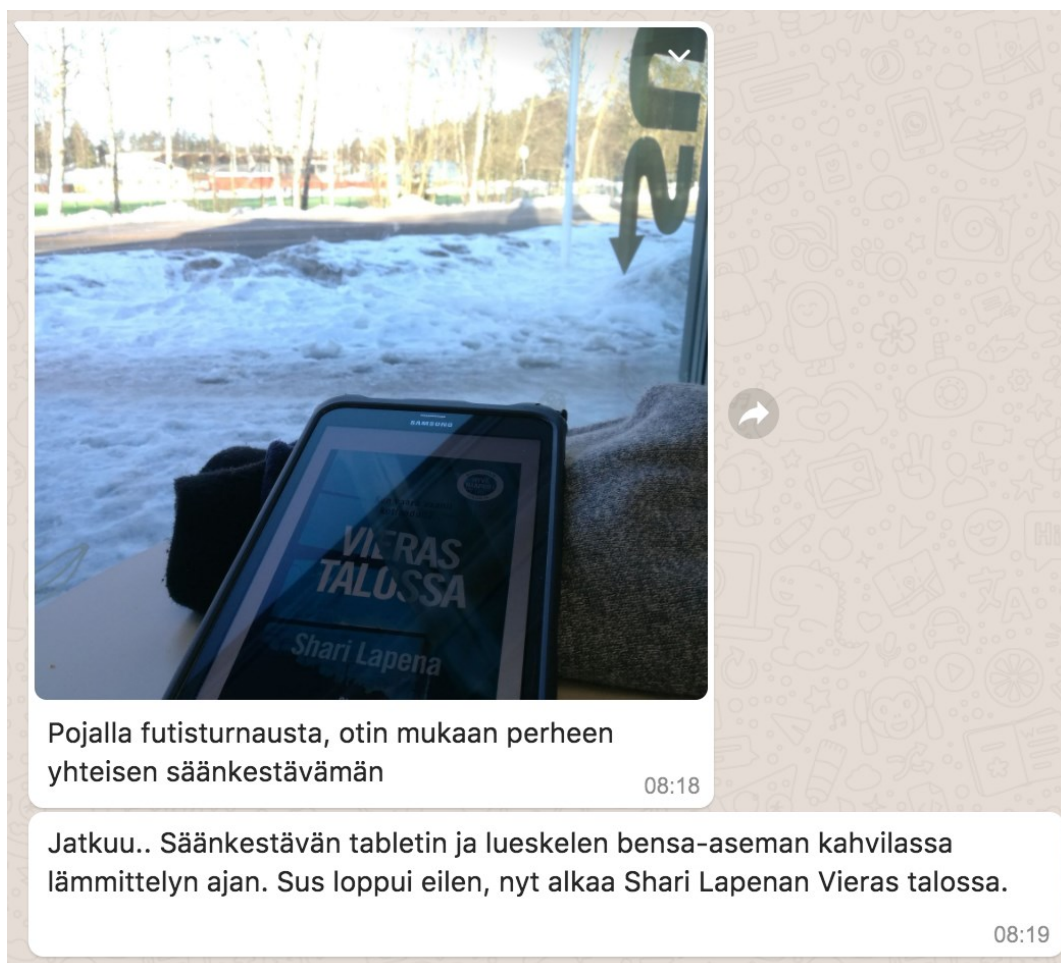 SAMSUNG
VIERAS
TALOSSA
Shari Lapena
Pojalla futisturnausta, otin mukaan perheen
yhteisen säänkestävämän
08:18
Jatkuu.. Säänkestävän tabletin ja lueskelen bensa-aseman kahvilassa
lämmittelyn ajan. Sus loppui eilen, nyt alkaa Shari Lapenan Vieras talossa.
08:19